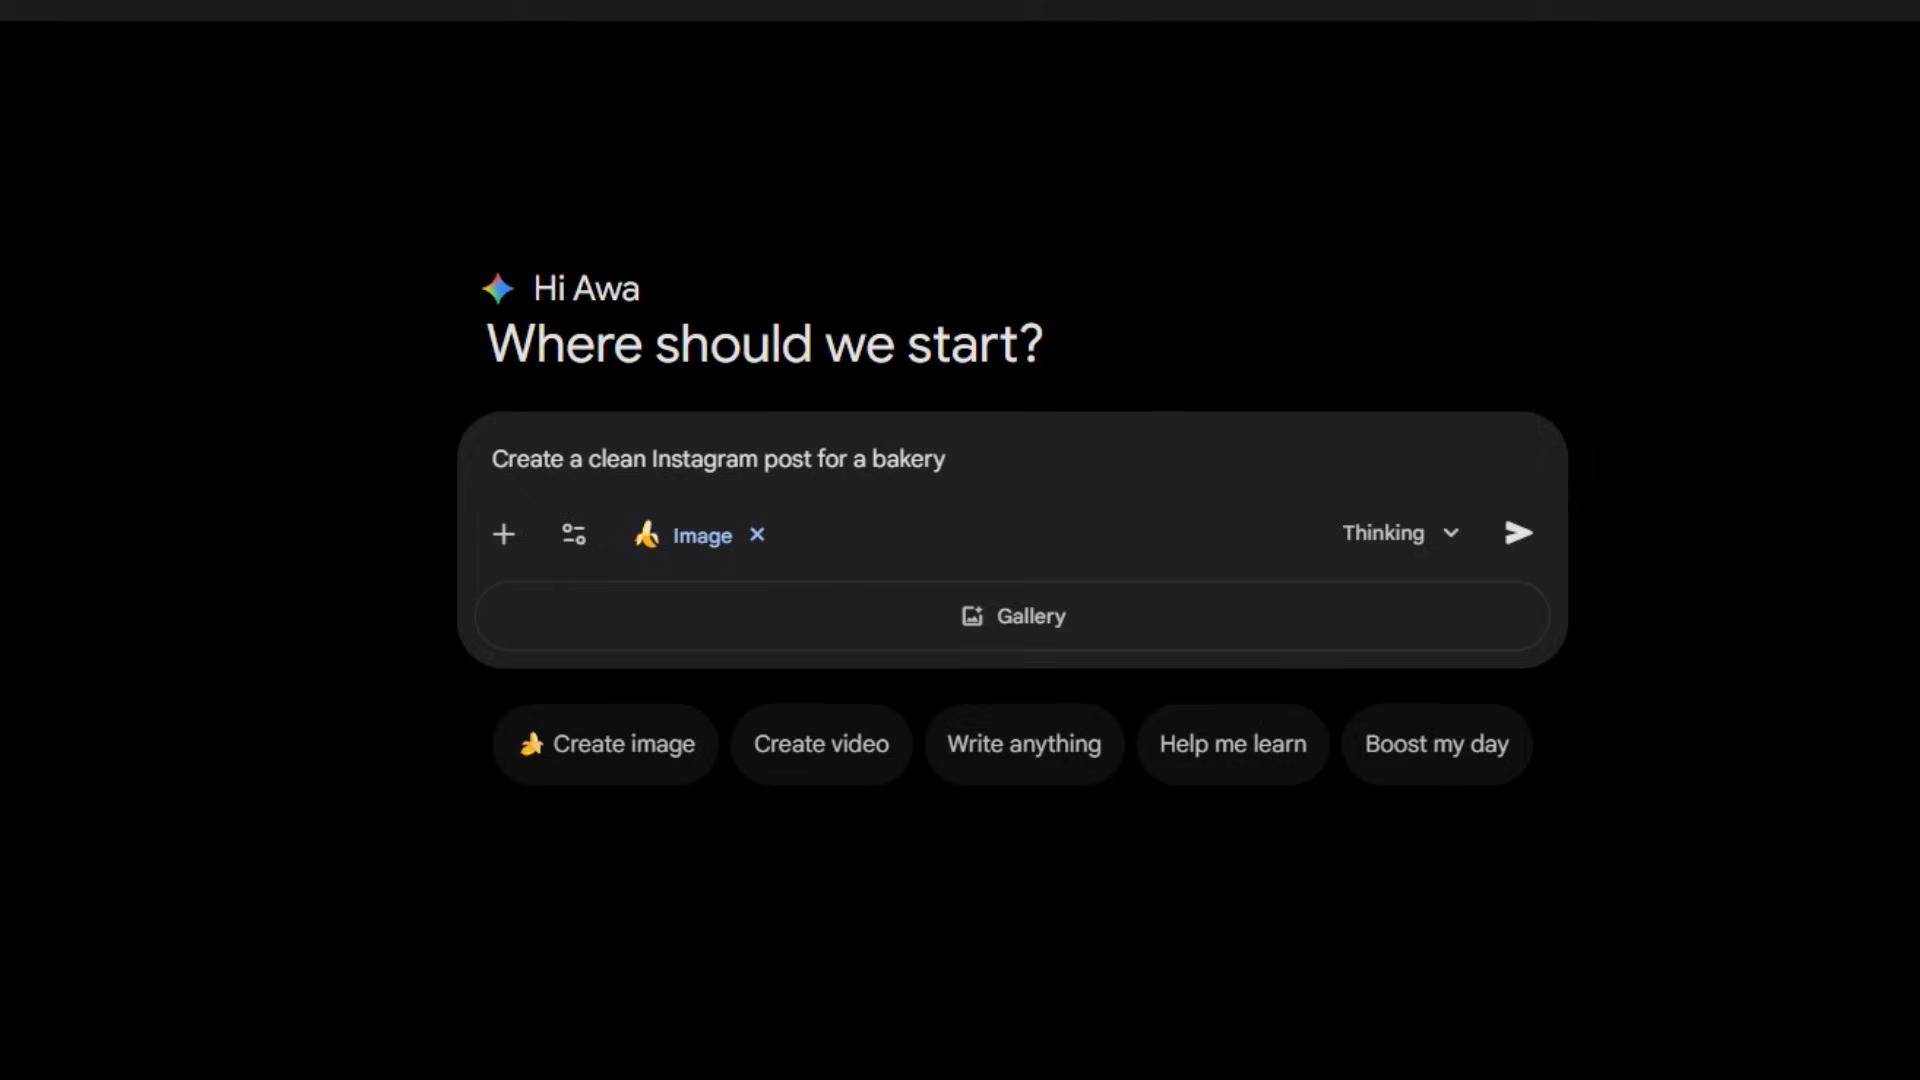 Hi Awa
Where should we start?
Create a clean Instagram post for a bakery
Image
Thinking
Gallery
Create image
Create video
Write anything
Help me learn
Boost my day